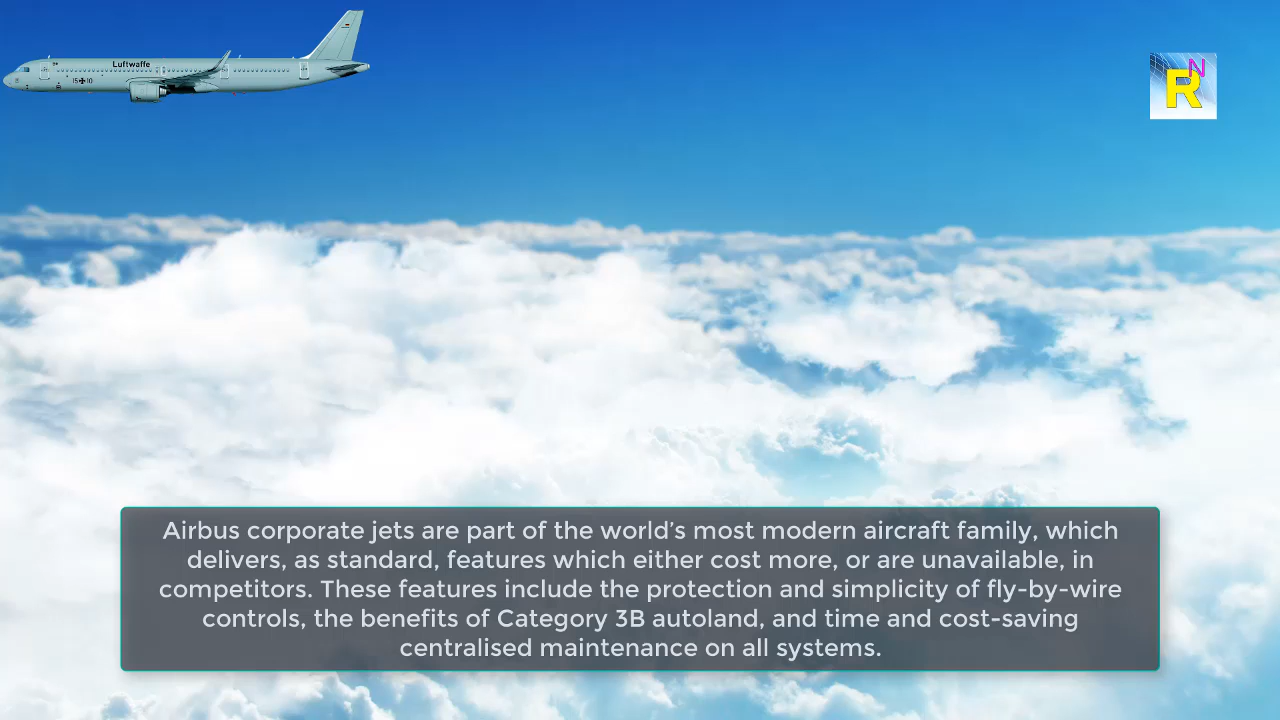 Luftwaffe
15 10
RN
Airbus corporate jets are part of the world’s most modern aircraft family, which
delivers, as standard, features which either cost more, or are unavailable, in
competitors. These features include the protection and simplicity of fly-by-wire
controls, the benefits of Category 3B autoland, and time and cost-saving
centralised maintenance on all systems.